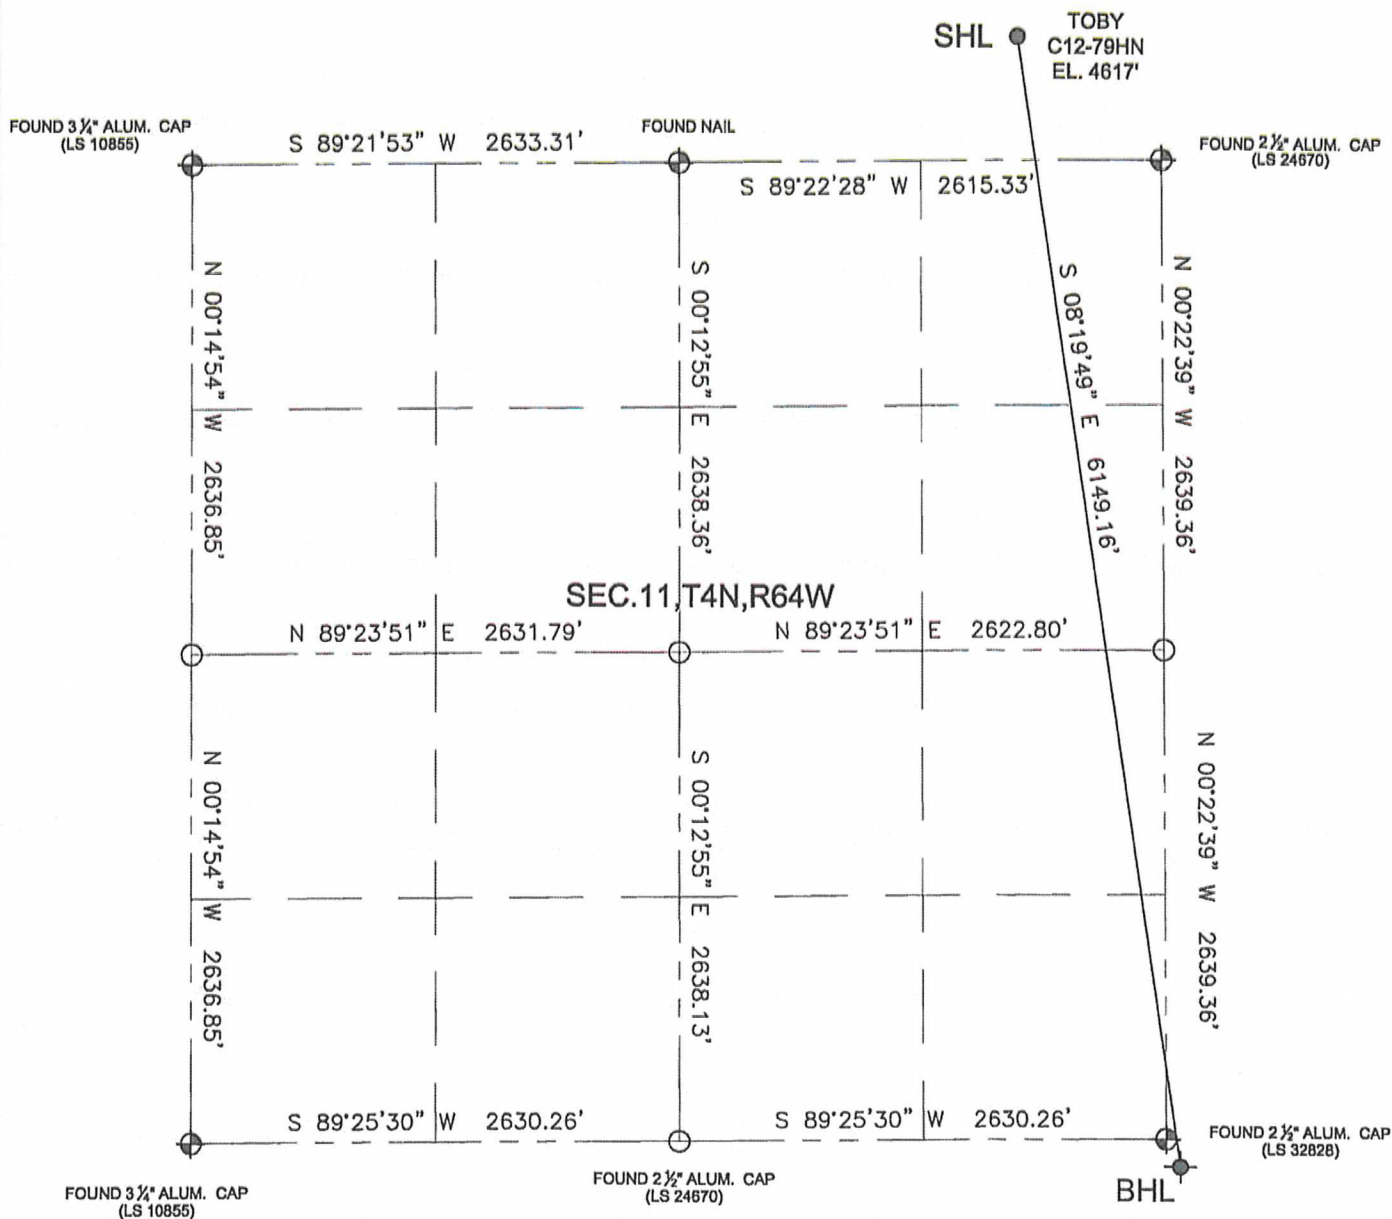 SHL
TOBY
C12-79HN
EL. 4617'
FOUND 3 ¼" ALUM. CAP
(LS 10855)
S 89°21'53" W 2633.31'
FOUND NAIL
FOUND 2 ½" ALUM. CAP
(LS 24670)
S 89°22'28" W 2615.33'
N 00°14'54" W 2636.85'
S 00°12'55" E 2638.36'
S 08°19'49" E 6149.16'
N 00°22'39" W 2639.36'
SEC.11,T4N,R64W
N 89°23'51" E 2631.79'
N 89°23'51" E 2622.80'
N 00°14'54" W 2636.85'
S 00°12'55" E 2638.13'
N 00°22'39" W 2639.36'
S 89°25'30" W 2630.26'
S 89°25'30" W 2630.26'
FOUND 2 ½" ALUM. CAP
(LS 32828)
BHL
FOUND 3 ¼" ALUM. CAP
(LS 10855)
FOUND 2 ½" ALUM. CAP
(LS 24670)